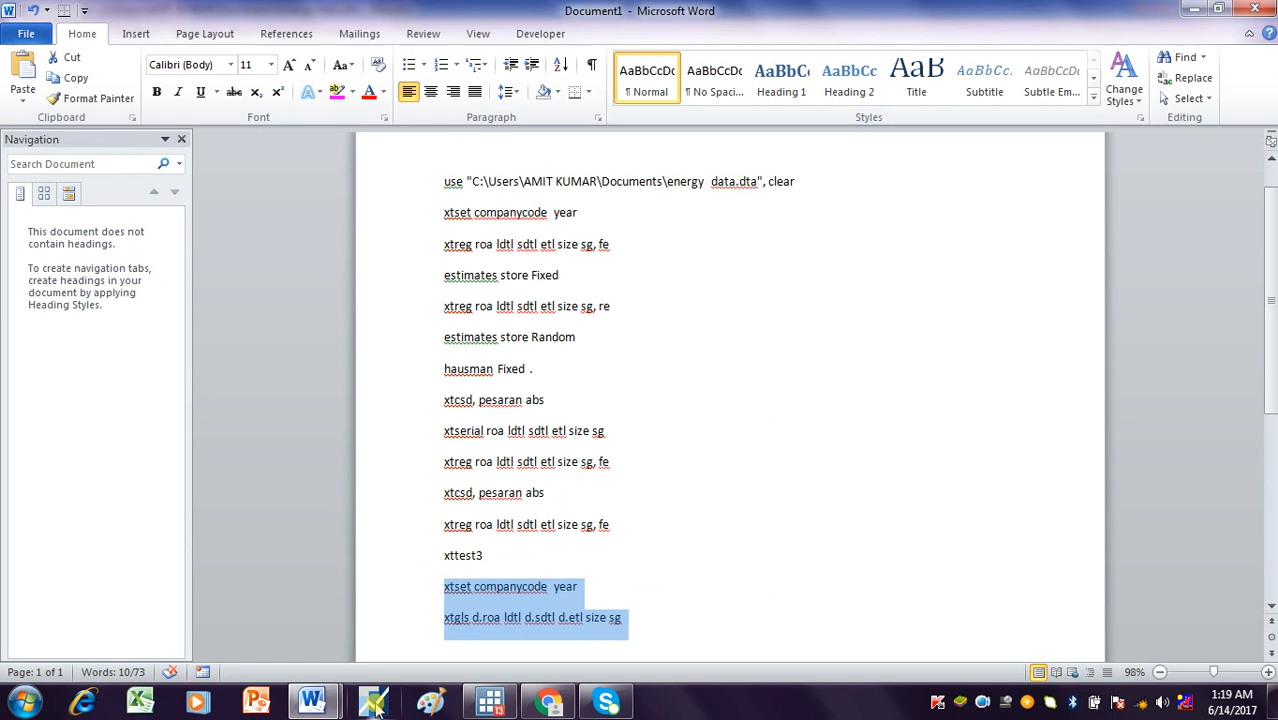 Document1 - Microsoft Word
File Home Insert Page Layout References Mailings Review View Developer
Paste
Cut
Copy
Format Painter
Clipboard
Calibri (Body) 11
Font
Paragraph
AaBbCcDc AaBbCcDc AaBbCc AaBbCc AaB AaBbCc. AaBbCcDc
¶ Normal ¶ No Spaci... Heading 1 Heading 2 Title Subtitle Subtle Em...
Change Styles
Styles
Find
Replace
Select
Editing
Navigation
Search Document
This document does not
contain headings.
To create navigation tabs,
create headings in your
document by applying
Heading Styles.
use "C:\Users\AMIT KUMAR\Documents\energy data.dta", clear
xtset companycode year
xtreg roa ldtl sdtl etl size sg, fe
estimates store Fixed
xtreg roa ldtl sdtl etl size sg, re
estimates store Random
hausman Fixed .
xtcsd, pesaran abs
xtserial roa ldtl sdtl etl size sg
xtreg roa ldtl sdtl etl size sg, fe
xtcsd, pesaran abs
xtreg roa ldtl sdtl etl size sg, fe
xttest3
xtset companycode year
xtgls d.roa ldtl d.sdtl d.etl size sg
Page: 1 of 1 Words: 10/73 98%
1:19 AM
6/14/2017